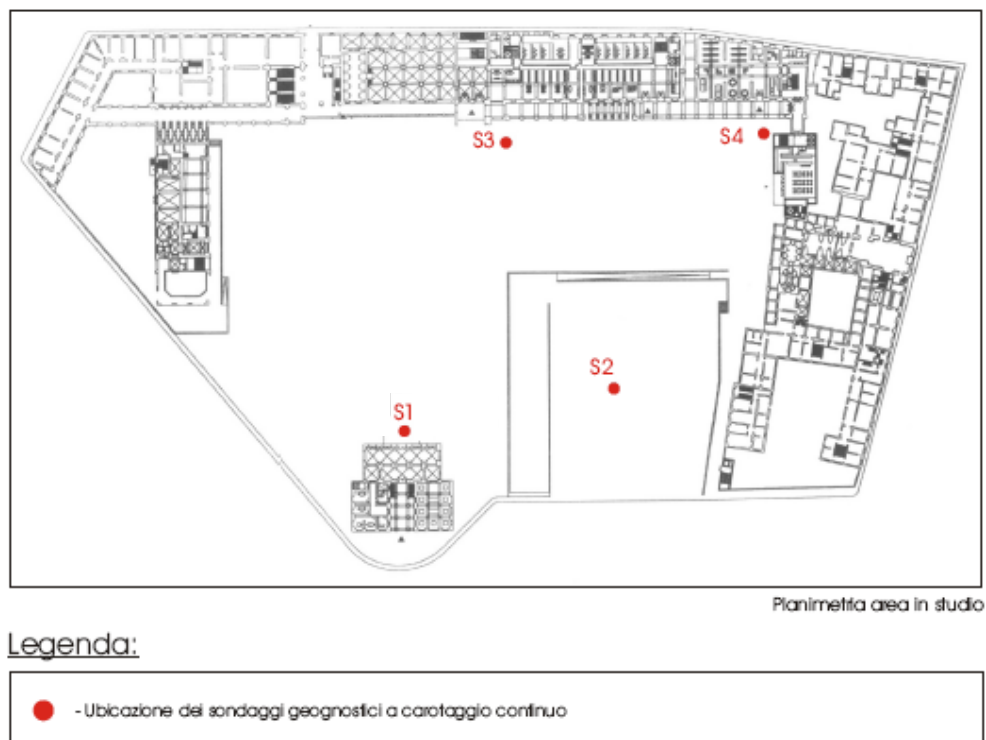 S3
S4
S2
S1
Planimetria area in studio
Legenda:
- Ubicazione dei sondaggi geognostici a carotaggio continuo